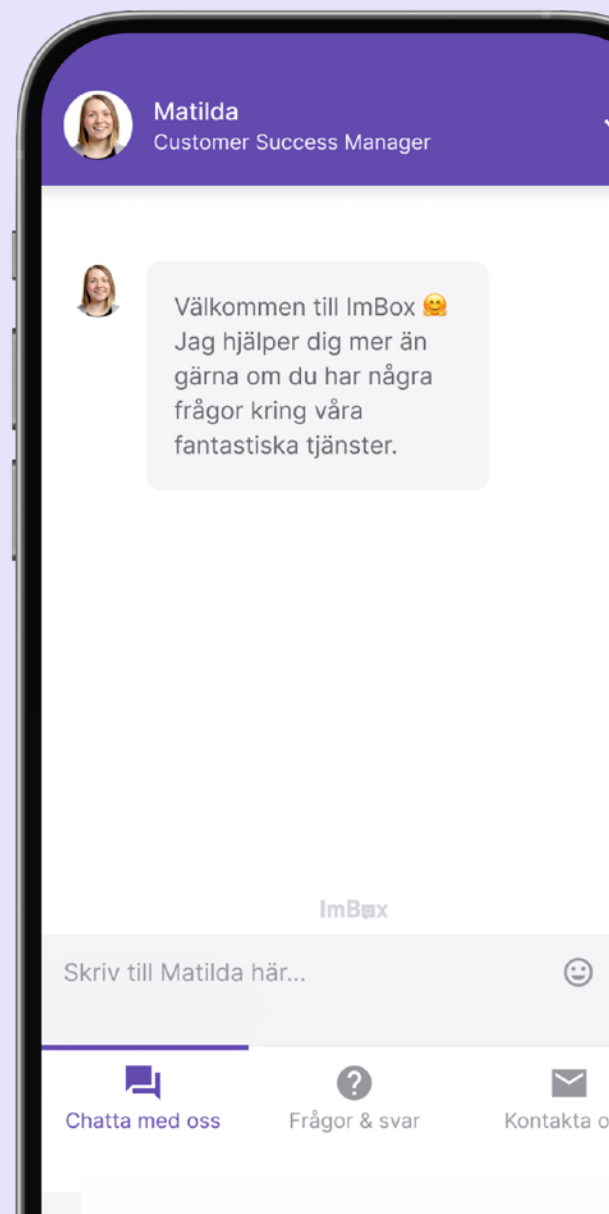 Matilda
Customer Success Manager
Välkommen till ImBox 🤗
Jag hjälper dig mer än
gärna om du har några
frågor kring våra
fantastiska tjänster.
ImBox
Skriv till Matilda här...
Chatta med oss
Frågor & svar
Kontakta o